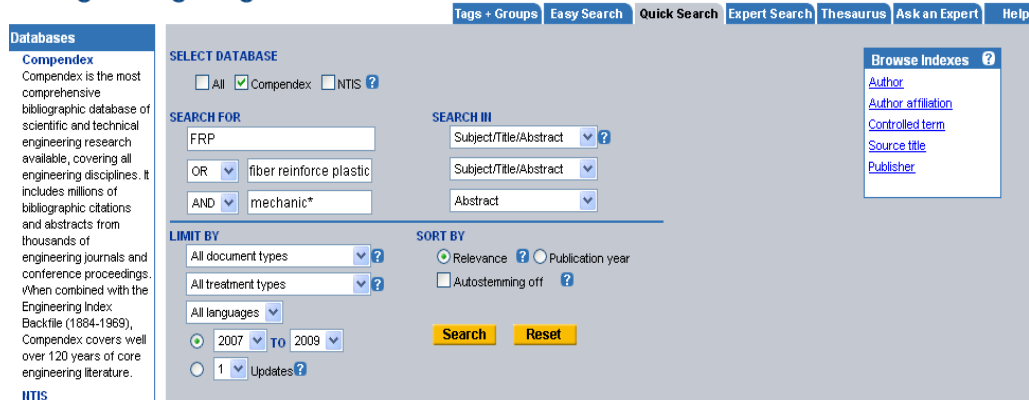 Tags + Groups Easy Search Quick Search Expert Search Thesaurus Ask an Expert Help
Databases
Compendex
Compendex is the most
comprehensive
bibliographic database of
scientific and technical
engineering research
available, covering all
engineering disciplines. It
includes millions of
bibliographic citations
and abstracts from
thousands of
engineering journals and
conference proceedings.
When combined with the
Engineering Index
Backfile (1884-1969),
Compendex covers well
over 120 years of core
engineering literature.
NTIS
SELECT DATABASE
All Compendex NTIS ?
SEARCH FOR SEARCH IN
FRP Subject/Title/Abstract ?
OR fiber reinforce plastic Subject/Title/Abstract
AND mechanic* Abstract
LIMIT BY SORT BY
All document types ? Relevance ? Publication year
All treatment types ? Autostemming off ?
All languages
2007 TO 2009 Search Reset
1 Updates ?
Browse Indexes ?
Author
Author affiliation
Controlled term
Source title
Publisher